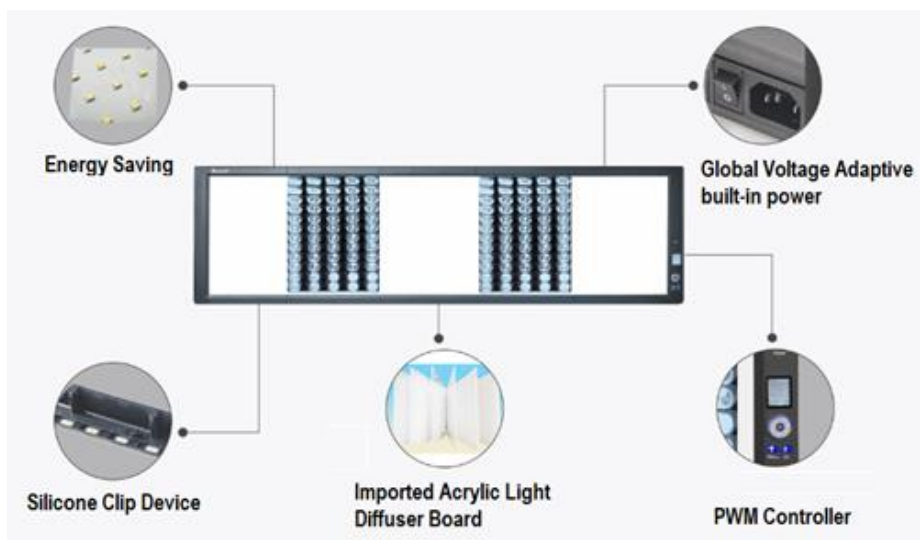 Energy Saving
Global Voltage Adaptive
built-in power
Silicone Clip Device
Imported Acrylic Light
Diffuser Board
PWM Controller